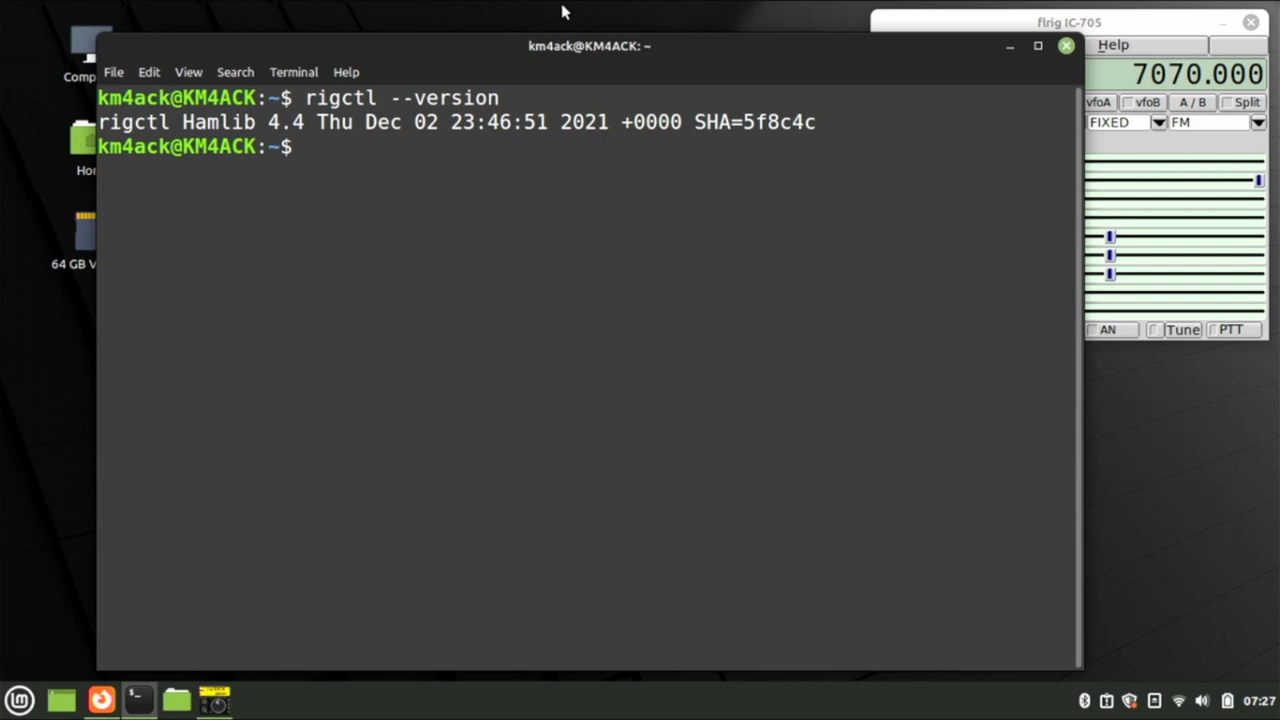 flrig IC-705
km4ack@KM4ACK: ~
Help
File Edit View Search Terminal Help
7070.000
Comp
vfoA vfoB A / B Split
km4ack@KM4ACK:~$ rigctl --version
rigctl Hamlib 4.4 Thu Dec 02 23:46:51 2021 +0000 SHA=5f8c4c
FIXED FM
km4ack@KM4ACK:~$
Hor
64 GB V
AN Tune PTT
07:27